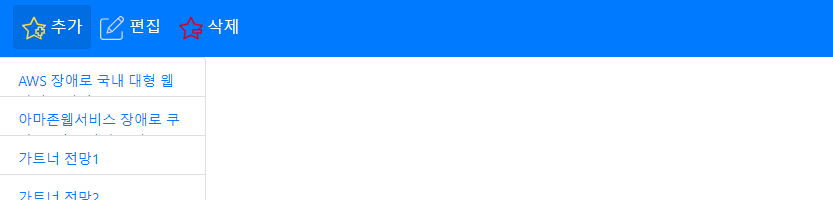 추가 편집 삭제
AWS 장애로 국내 대형 웹
아마존웹서비스 장애로 쿠
가트너 전망1
가트너 전망2